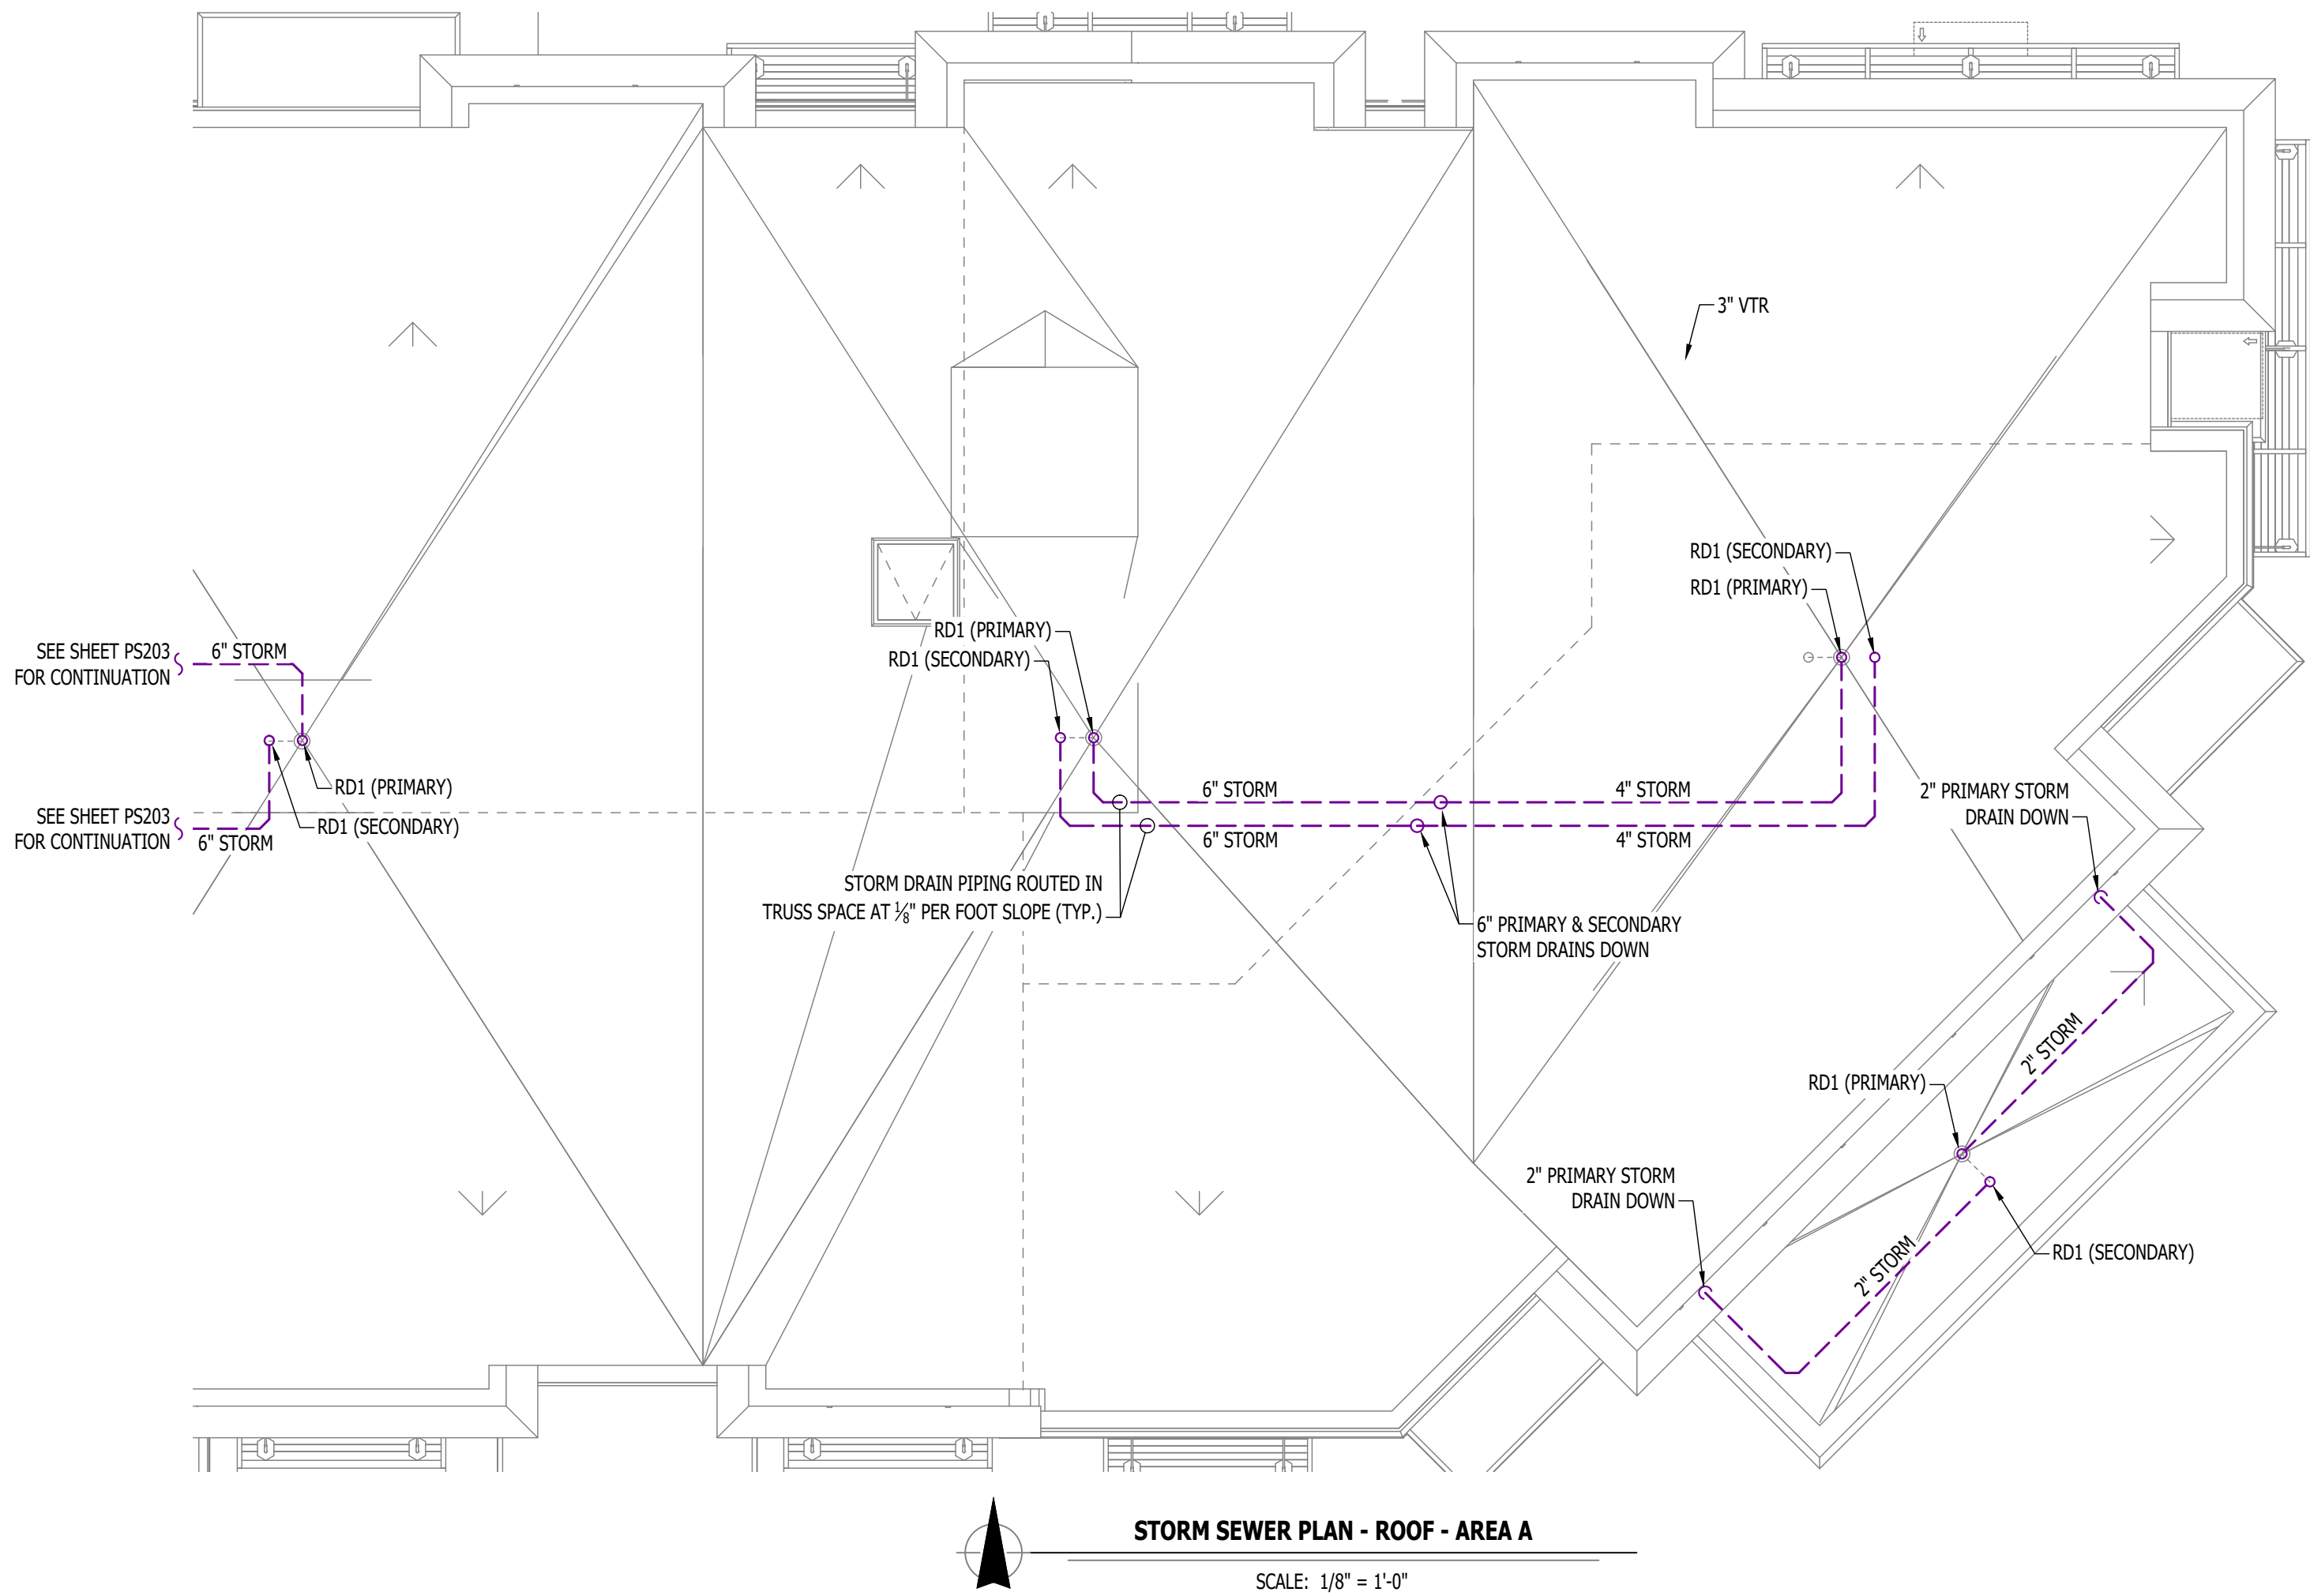 3" VTR
RD1 (SECONDARY)
RD1 (PRIMARY)
SEE SHEET PS203
FOR CONTINUATION
6" STORM
RD1 (PRIMARY)
RD1 (SECONDARY)
RD1 (PRIMARY)
RD1 (SECONDARY)
SEE SHEET PS203
FOR CONTINUATION
6" STORM
6" STORM
4" STORM
6" STORM
4" STORM
2" PRIMARY STORM
DRAIN DOWN
STORM DRAIN PIPING ROUTED IN
TRUSS SPACE AT 1/8" PER FOOT SLOPE (TYP.)
6" PRIMARY & SECONDARY
STORM DRAINS DOWN
2" STORM
RD1 (PRIMARY)
2" PRIMARY STORM
DRAIN DOWN
2" STORM
RD1 (SECONDARY)
STORM SEWER PLAN - ROOF - AREA A
SCALE: 1/8" = 1'-0"